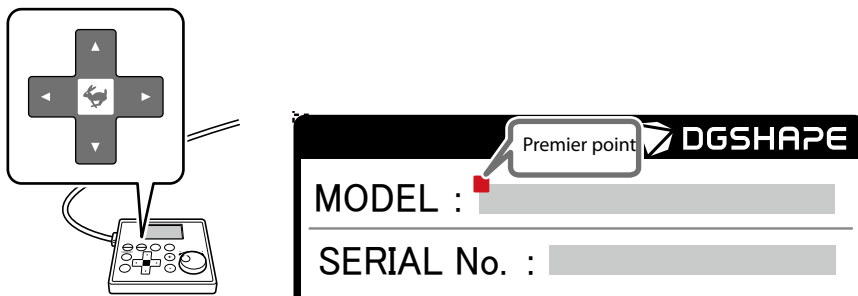 Premier point
DGSHAPE
MODEL :
SERIAL No. :